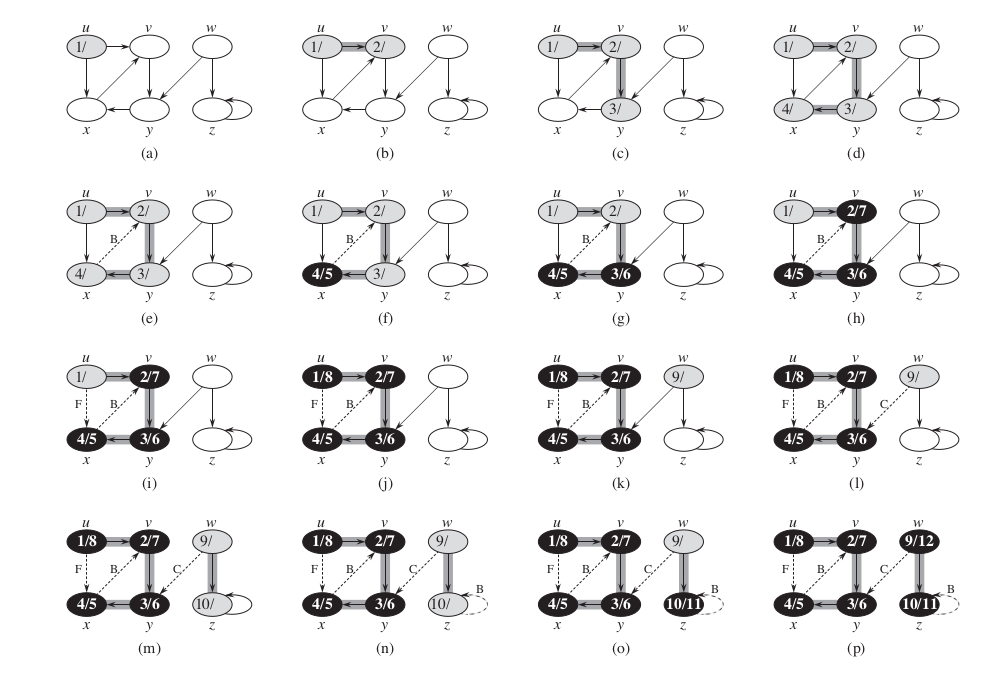 u v w u v w u v w u v w
1/ 1/ 2/ 1/ 2/ 1/ 2/
3/ 4/ 3/
x y z x y z x y z x y z
(a) (b) (c) (d)
u v w u v w u v w u v w
1/ 2/ 1/ 2/ 1/ 2/ 1/ 2/7
B B B B
4/ 3/ 4/5 3/ 4/5 3/6 4/5 3/6
x y z x y z x y z x y z
(e) (f) (g) (h)
u v w u v w u v w u v w
1/ 2/7 1/8 2/7 1/8 2/7 9/ 1/8 2/7 9/
F B F B F B F B C
4/5 3/6 4/5 3/6 4/5 3/6 4/5 3/6
x y z x y z x y z x y z
(i) (j) (k) (l)
u v w u v w u v w u v w
1/8 2/7 9/ 1/8 2/7 9/ 1/8 2/7 9/ 1/8 2/7 9/12
F B C F B C B F B C B F B C B
4/5 3/6 10/ 4/5 3/6 10/ 4/5 3/6 10/11 4/5 3/6 10/11
x y z x y z x y z x y z
(m) (n) (o) (p)